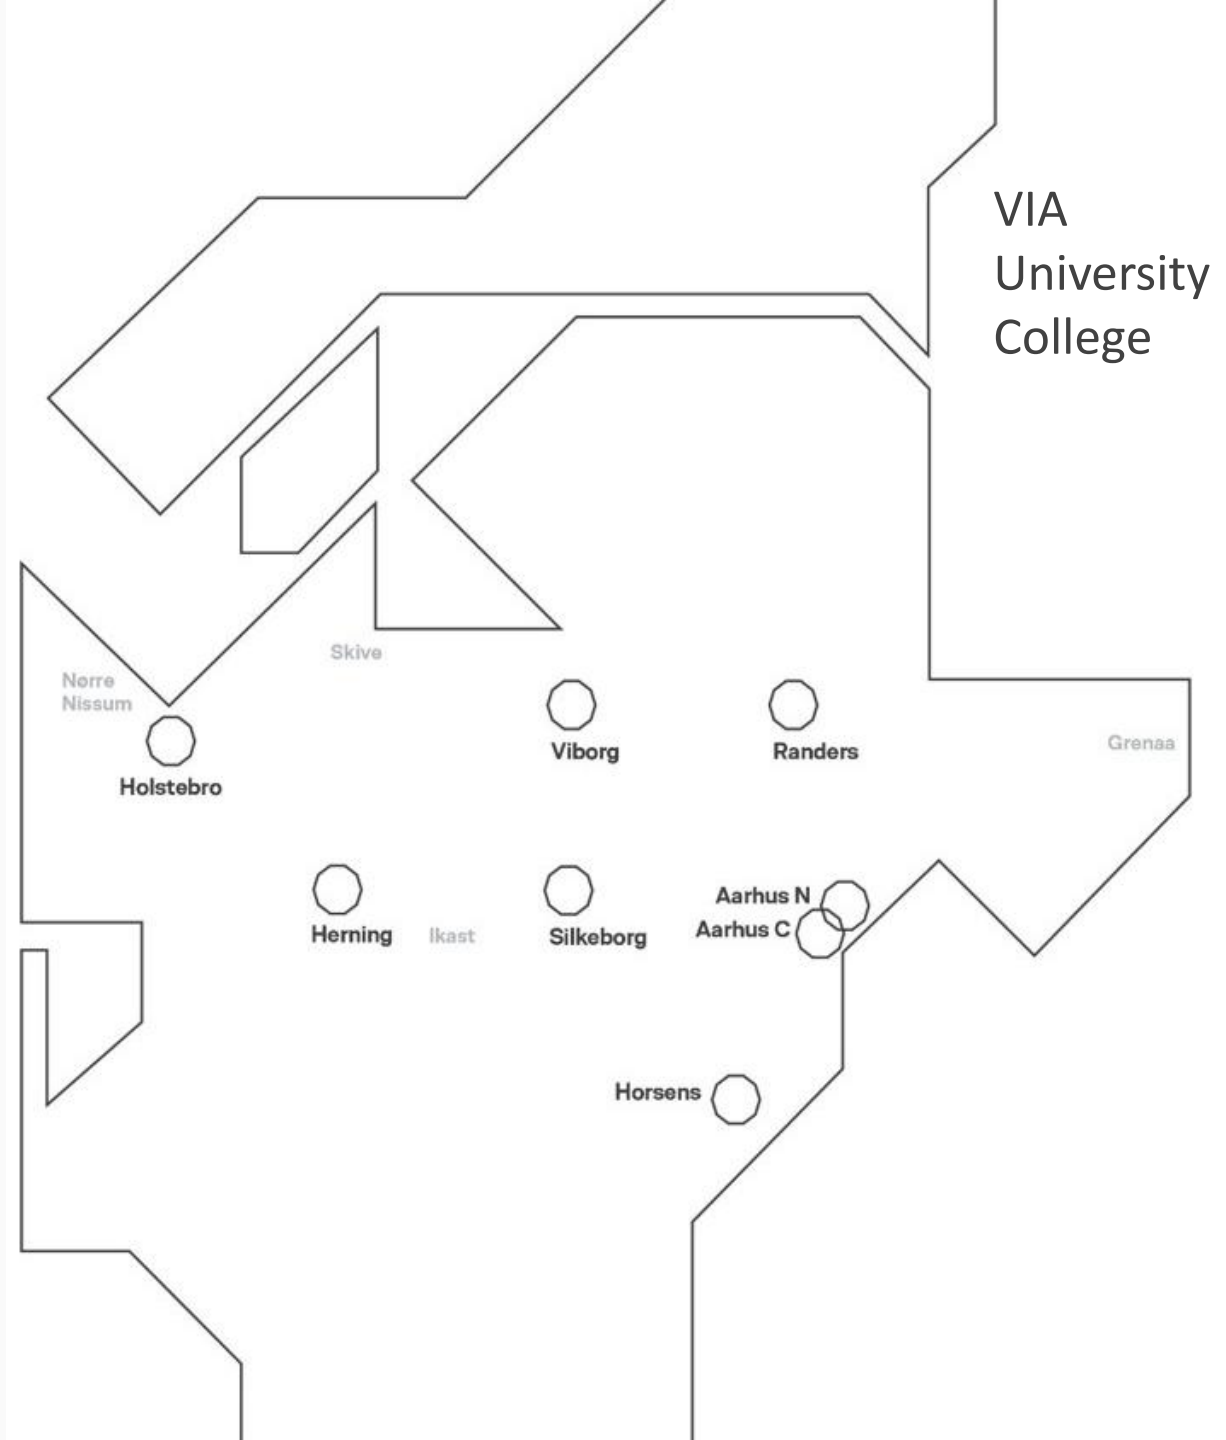 VIA
University
College
Skive
Nørre
Nissum
Viborg
Randers
Grenaa
Holstebro
Aarhus N
Herning
Ikast
Silkeborg
Aarhus C
Horsens